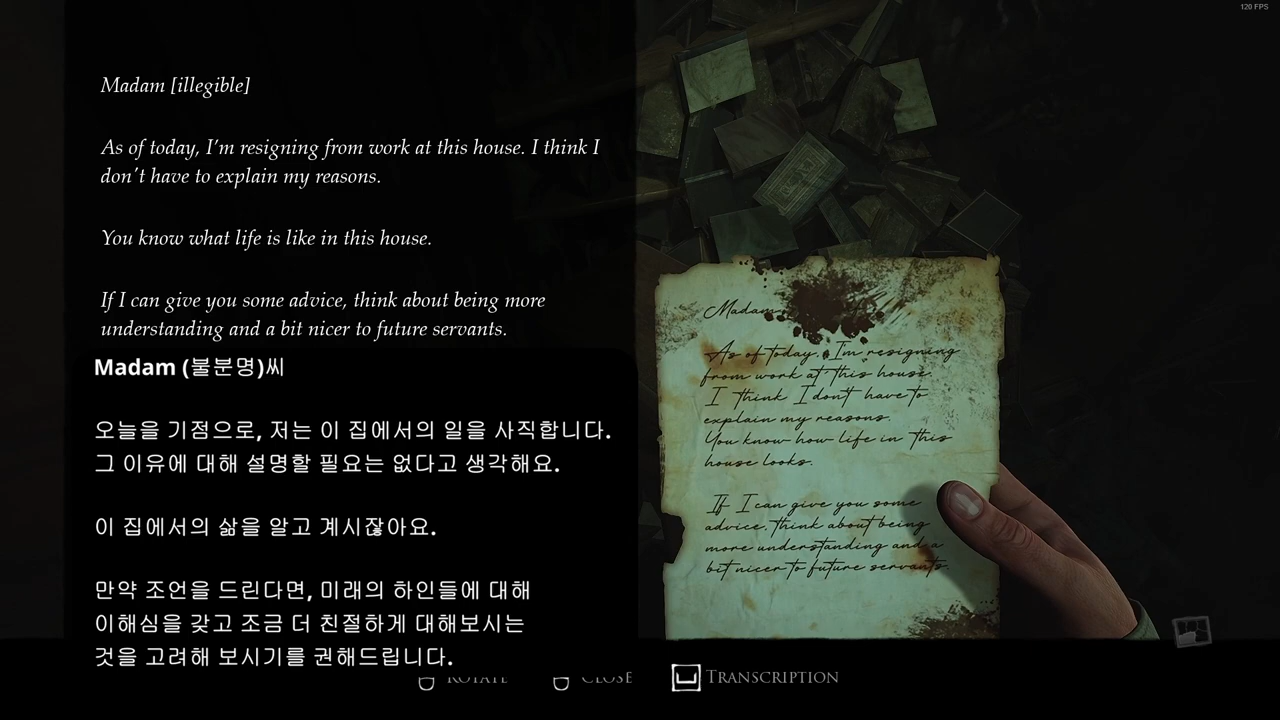 120 FPS
Madam [illegible]
As of today, I'm resigning from work at this house. I think I
don't have to explain my reasons.
You know what life is like in this house.
If I can give you some advice, think about being more
understanding and a bit nicer to future servants.
Madam (불분명)씨
오늘을 기점으로, 저는 이 집에서의 일을 사직합니다.
그 이유에 대해 설명할 필요는 없다고 생각해요.
이 집에서의 삶을 알고 계시잖아요.
만약 조언을 드린다면, 미래의 하인들에 대해
이해심을 갖고 조금 더 친절하게 대해보시는
것을 고려해 보시기를 권해드립니다.
Madam
As of today, I'm resigning
from work at this house.
I think I don't have to
explain my reasons.
You know how life in this
house looks.
If I can give you some
advice, think about being
more understanding and a
bit nicer to future servants.
ROTATE
CLOSE
TRANSCRIPTION